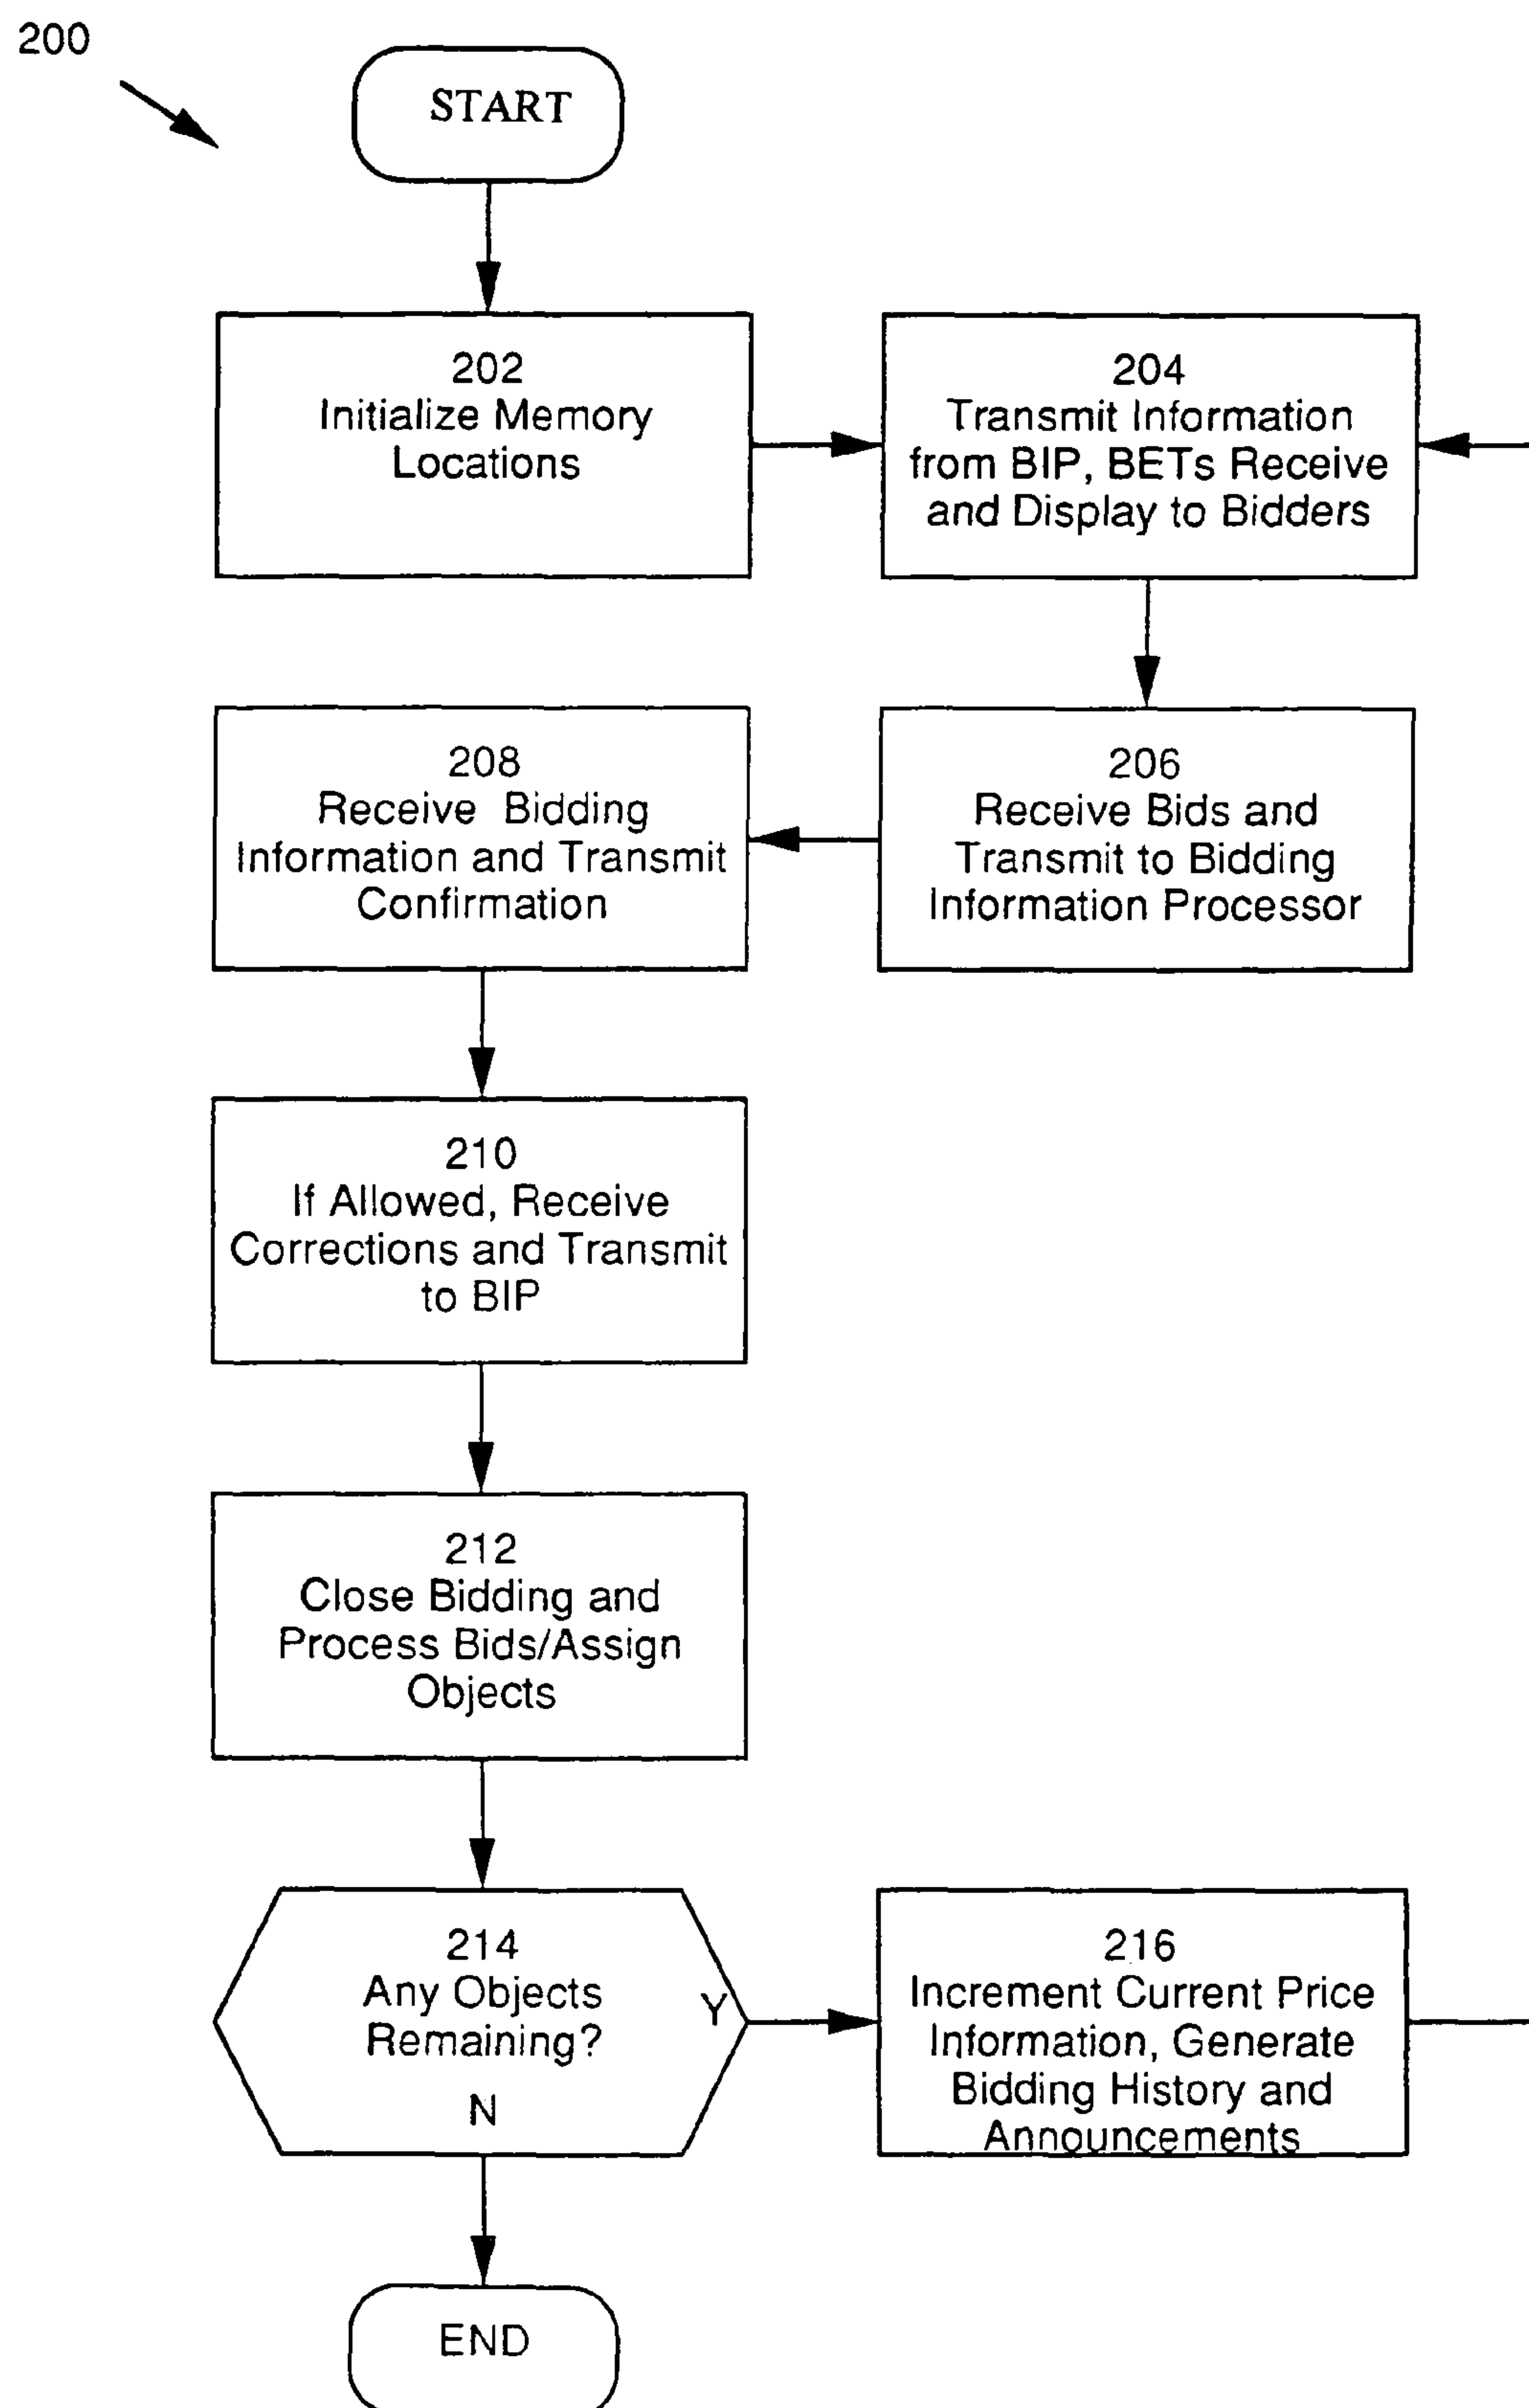 200
START
202
Initialize Memory
Locations
204
Transmit Information
from BIP, BETs Receive
and Display to Bidders
206
Receive Bids and
Transmit to Bidding
Information Processor
208
Receive Bidding
Information and Transmit
Confirmation
210
If Allowed, Receive
Corrections and Transmit
to BIP
212
Close Bidding and
Process Bids/Assign
Objects
214
Any Objects
Remaining?
Y
N
216
Increment Current Price
Information, Generate
Bidding History and
Announcements
END